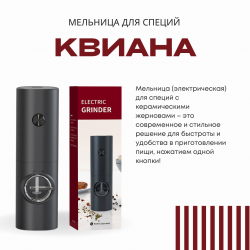 МЕЛЬНИЦА ДЛЯ СПЕЦИЙ
КВИАНА
Мельница (электрическая)
для специй с
керамическими
жерновами – это
современное и стильное
решение для быстроты и
удобства в приготовлении
пищи, нажатием одной
кнопки!
ELECTRIC
GRINDER